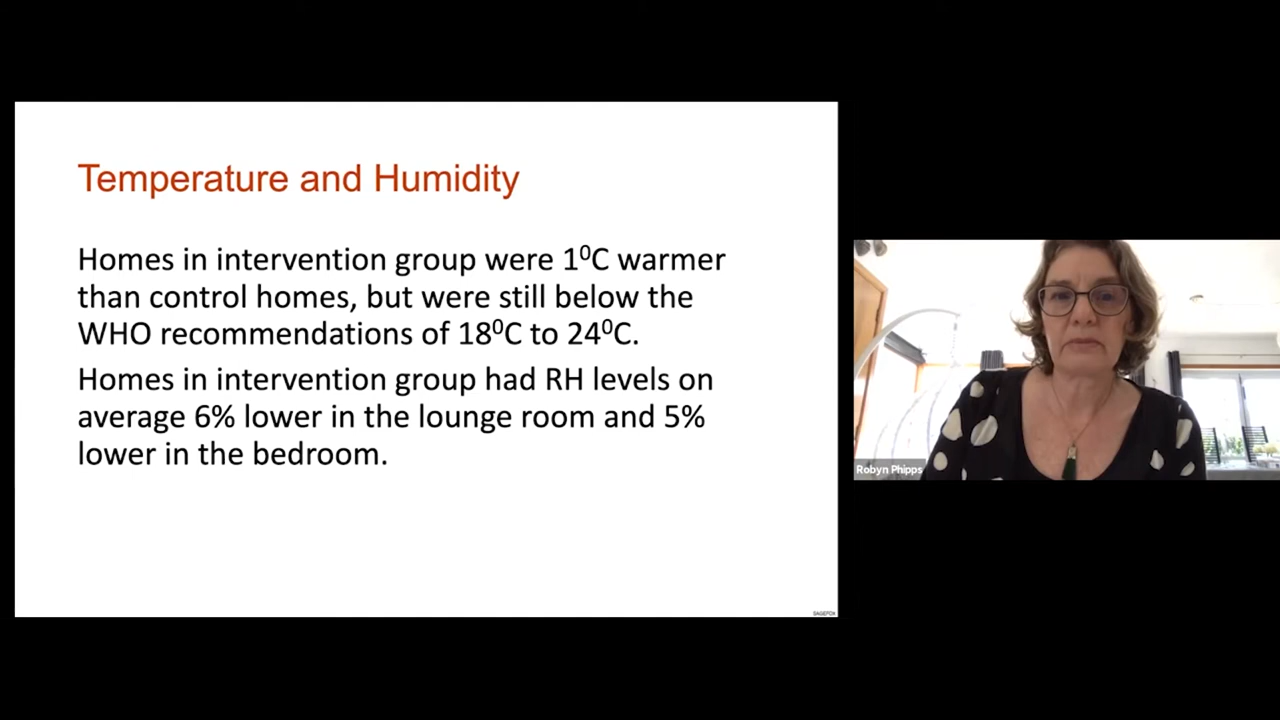 Temperature and Humidity
Homes in intervention group were 1⁰C warmer
than control homes, but were still below the
WHO recommendations of 18⁰C to 24⁰C.
Homes in intervention group had RH levels on
average 6% lower in the lounge room and 5%
lower in the bedroom.
Robyn Phipps
SAGEFOX